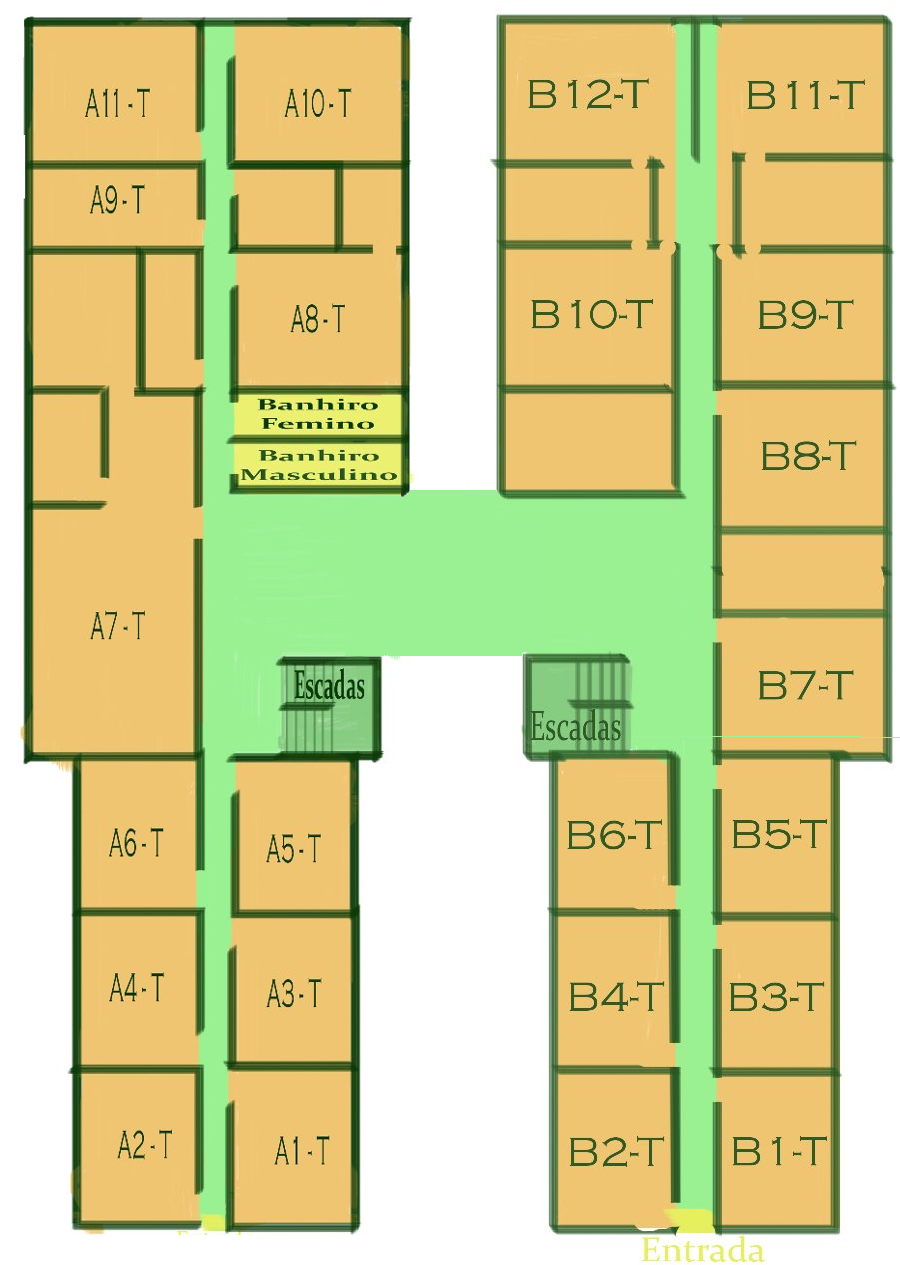 A11-T
A10-T
B12-T
B11-T
A9-T
A8-T
B10-T
B9-T
Banhiro
Femino
Banhiro
Masculino
B8-T
A7-T
Escadas
B7-T
Escadas
A6-T
A5-T
B6-T
B5-T
A4-T
A3-T
B4-T
B3-T
A2-T
A1-T
B2-T
B1-T
Entrada